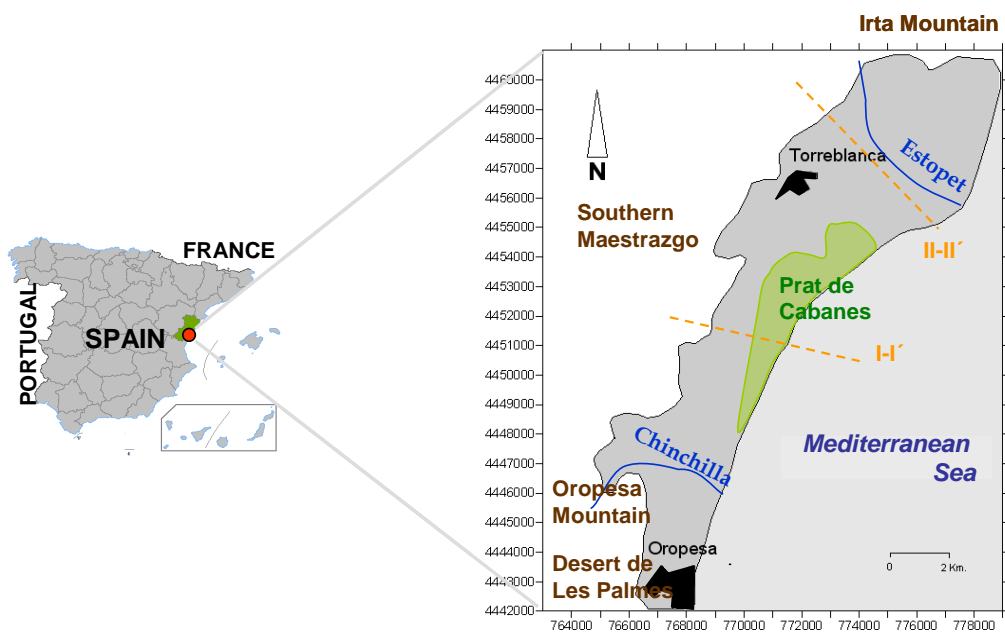 Irta Mountain
4460000
4459000
4458000
4457000
4456000
4455000
4454000
4453000
4452000
4451000
4450000
4449000
4448000
4447000
4446000
4445000
4444000
4443000
4442000
764000
766000
768000
770000
772000
774000
776000
778000
N
Torreblanca
Estopet
Southern
Maestrazgo
II-II´
Prat de
Cabanes
I-I´
Chinchilla
Mediterranean
Sea
Oropesa
Mountain
Oropesa
Desert de
Les Palmes
0
2 Km.
FRANCE
PORTUGAL
SPAIN